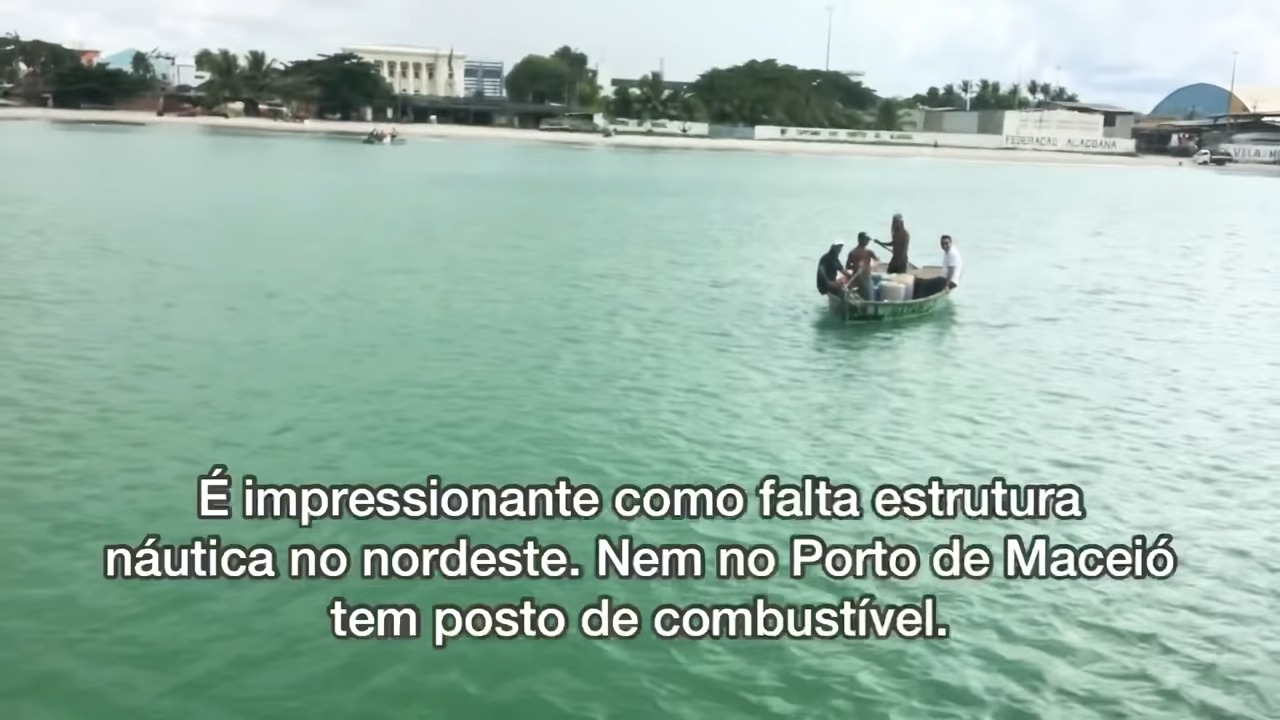 FEDERAÇÃO ALAGOANA
É impressionante como falta estrutura
náutica no nordeste. Nem no Porto de Maceió
tem posto de combustível.